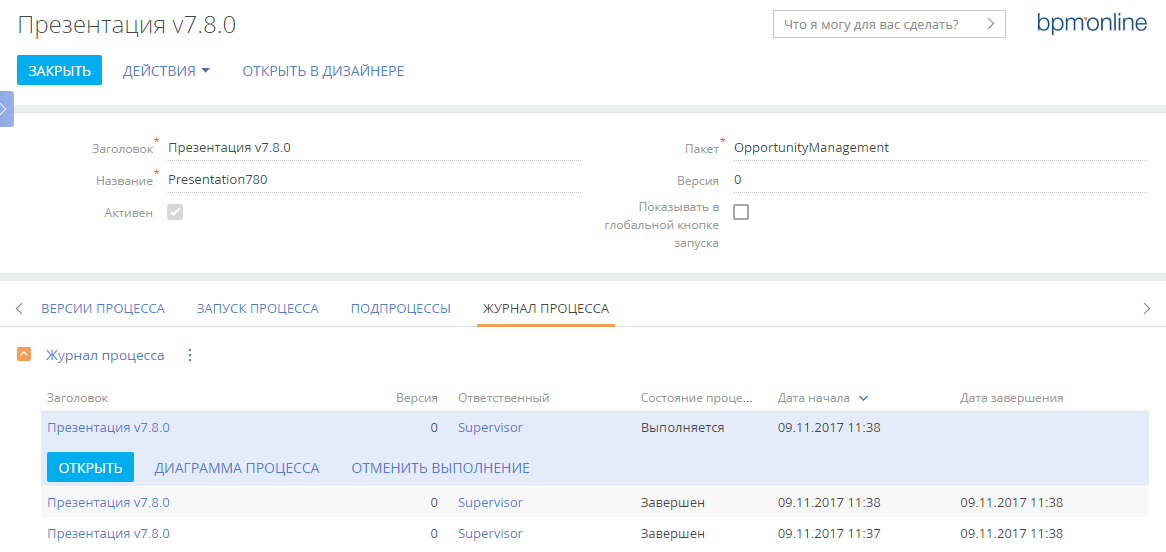 Презентация v7.8.0
Что я могу для вас сделать?
bpm'online
ЗАКРЫТЬ ДЕЙСТВИЯ ОТКРЫТЬ В ДИЗАЙНЕРЕ
Заголовок* Презентация v7.8.0 Пакет* OpportunityManagement
Название* Presentation780 Версия 0
Активен Показывать в
глобальной кнопке
запуска
ВЕРСИИ ПРОЦЕССА ЗАПУСК ПРОЦЕССА ПОДПРОЦЕССЫ ЖУРНАЛ ПРОЦЕССА
Журнал процесса
Заголовок Версия Ответственный Состояние проце... Дата начала Дата завершения
Презентация v7.8.0 0 Supervisor Выполняется 09.11.2017 11:38
ОТКРЫТЬ ДИАГРАММА ПРОЦЕССА ОТМЕНИТЬ ВЫПОЛНЕНИЕ
Презентация v7.8.0 0 Supervisor Завершен 09.11.2017 11:38 09.11.2017 11:38
Презентация v7.8.0 0 Supervisor Завершен 09.11.2017 11:37 09.11.2017 11:38